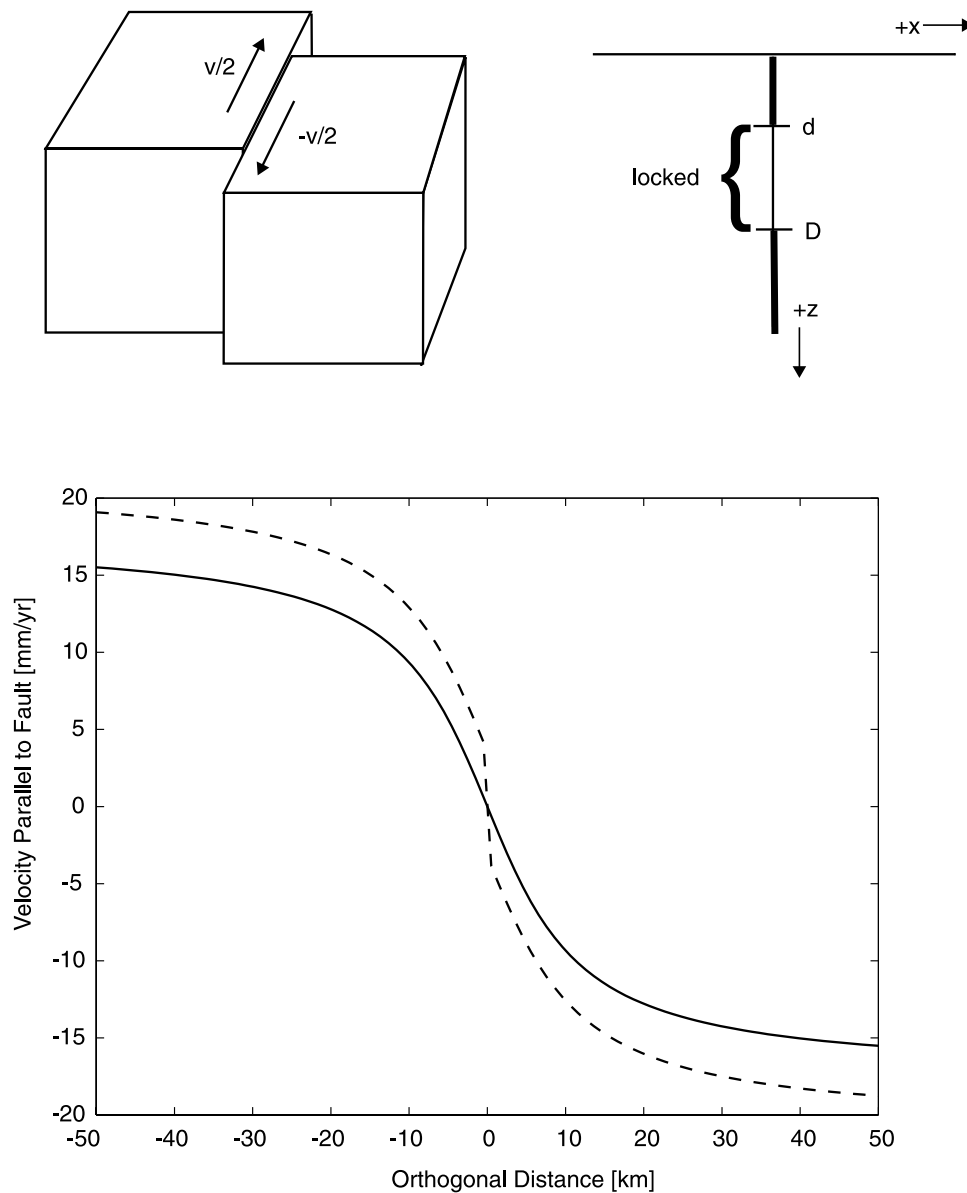 v/2
-v/2
+x
d
locked
D
+z
20
15
10
5
0
-5
-10
-15
-20
Velocity Parallel to Fault [mm/yr]
-50 -40 -30 -20 -10 0 10 20 30 40 50
Orthogonal Distance [km]